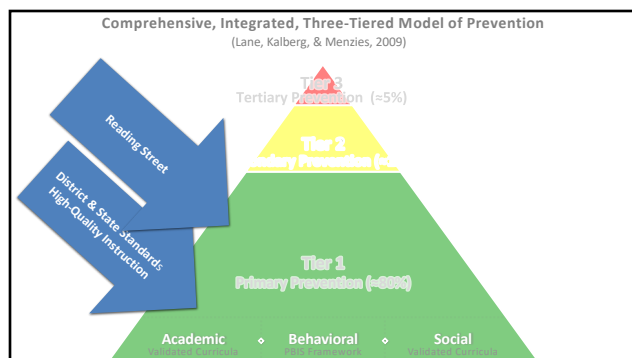 Comprehensive, Integrated, Three-Tiered Model of Prevention
(Lane, Kalberg, & Menzies, 2009)
Tier 3
Tertiary Prevention (≈5%)
Tier 2
Prevention
Reading Street
District & State Standards
High-Quality Instruction
Tier 1
Primary Prevention (≈80%)
Academic ◇ Behavioral ◇ Social
Validated Curricula PBIS Framework Validated Curricula